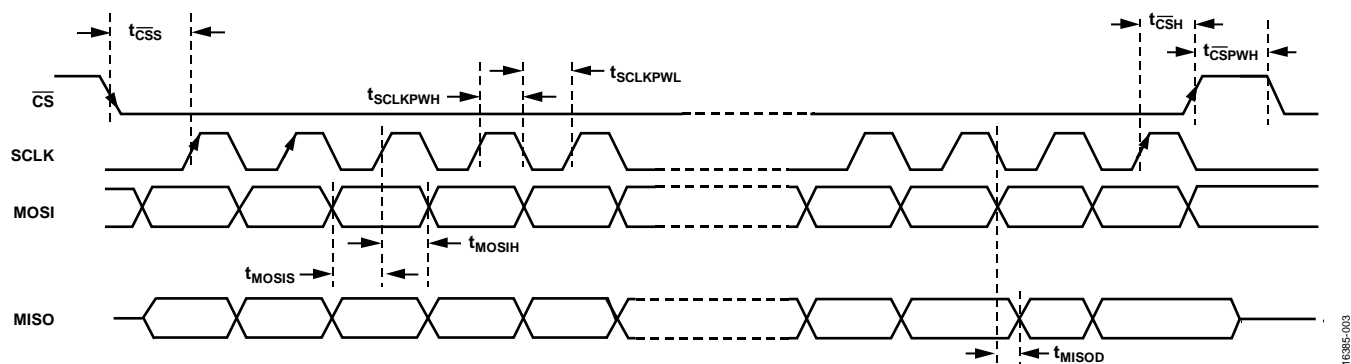 tCSS
tCSH
tCSPWH
tSCLKPWL
tSCLKPWH
CS
SCLK
MOSI
tMOSIH
tMOSIS
MISO
tMISOD
16385-003